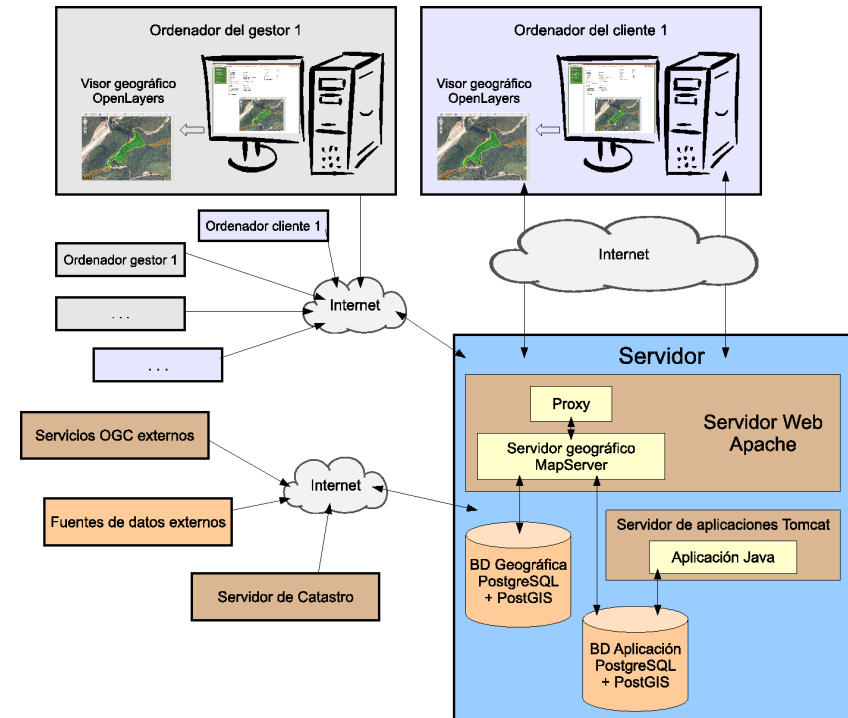 Ordenador del gestor 1
Visor geográfico
OpenLayers
Ordenador del cliente 1
Visor geográfico
OpenLayers
Ordenador cliente 1
Ordenador gestor 1
. . .
. . .
Internet
Internet
Servidor
Proxy
Servidor geográfico
MapServer
Servidor Web
Apache
Servicios OGC externos
Fuentes de datos externos
Servidor de Catastro
Internet
Servidor de aplicaciones Tomcat
Aplicación Java
BD Geográfica
PostgreSQL
+ PostGIS
BD Aplicación
PostgreSQL
+ PostGIS